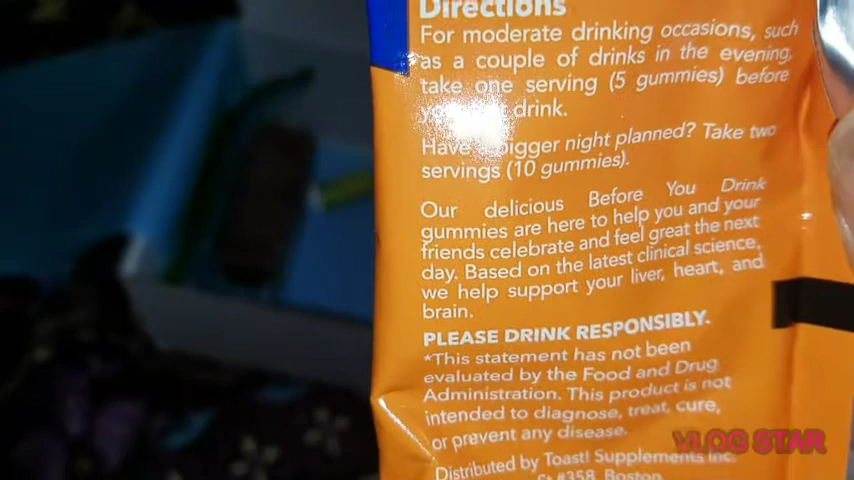 Directions
For moderate drinking occasions, such
as a couple of drinks in the evening,
take one serving (5 gummies) before
drink.
Have a bigger night planned? Take two
servings (10 gummies).
Our delicious Before You Drink
gummies are here to help you and your
friends celebrate and feel great the next
day. Based on the latest clinical science,
we help support your liver, heart, and
brain.
PLEASE DRINK RESPONSIBLY.
*This statement has not been
evaluated by the Food and Drug
Administration. This product is not
intended to diagnose, treat, cure,
or prevent any disease.
Distributed by Toast! Supplements Inc.
St #358, Boston
VLOG STAR